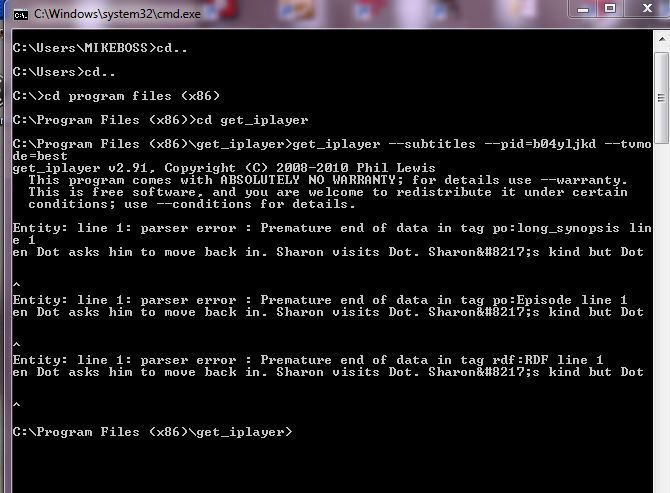 C:\Windows\system32\cmd.exe
C:\Users\MIKEBOSS>cd..
C:\Users>cd..
C:\>cd program files (x86)
C:\Program Files (x86)>cd get_iplayer
C:\Program Files (x86)\get_iplayer>get_iplayer --subtitles --pid=b04yljkd --tvmo
de=best
get_iplayer v2.91, Copyright (C) 2008-2010 Phil Lewis
  This program comes with ABSOLUTELY NO WARRANTY; for details use --warranty.
  This is free software, and you are welcome to redistribute it under certain
  conditions; use --conditions for details.
Entity: line 1: parser error : Premature end of data in tag po:long_synopsis lin
e 1
en Dot asks him to move back in. Sharon visits Dot. Sharon&#8217;s kind but Dot
^
Entity: line 1: parser error : Premature end of data in tag po:Episode line 1
en Dot asks him to move back in. Sharon visits Dot. Sharon&#8217;s kind but Dot
^
Entity: line 1: parser error : Premature end of data in tag rdf:RDF line 1
en Dot asks him to move back in. Sharon visits Dot. Sharon&#8217;s kind but Dot
^
C:\Program Files (x86)\get_iplayer>